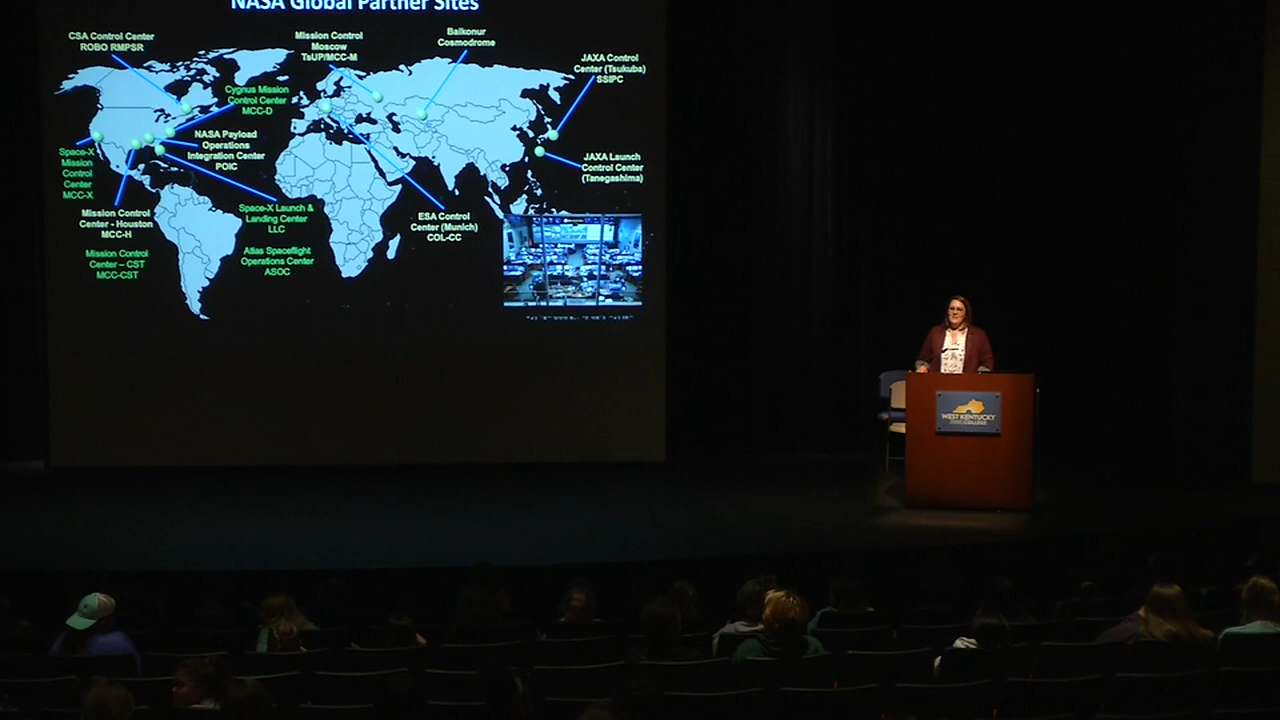 NASA Global Partner Sites
CSA Control Center
ROBO RMPSR
Mission Control
Moscow
TsUP/MCC-M
Baikonur
Cosmodrome
JAXA Control
Center (Tsukuba)
SSIPC
Cygnus Mission
Control Center
MCC-D
NASA Payload
Operations
Integration Center
POIC
Space-X
Mission
Control
Center
MCC-X
JAXA Launch
Control Center
(Tanegashima)
Mission Control
Center - Houston
MCC-H
Space-X Launch &
Landing Center
LLC
ESA Control
Center (Munich)
COL-CC
Mission Control
Center – CST
MCC-CST
Atlas Spaceflight
Operations Center
ASOC
WEST KENTUCKY